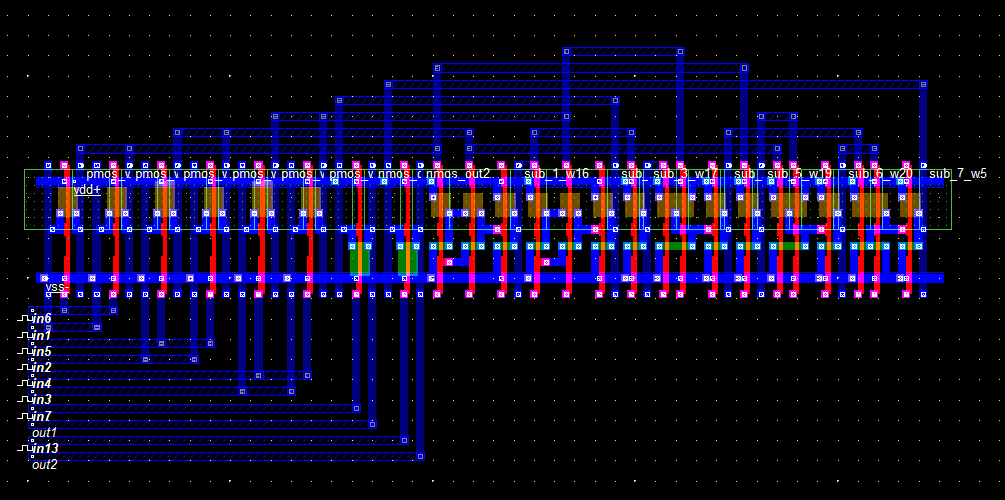 pmos_v pmos_v pmos_v pmos_v pmos_v pmos_v nmos_c nmos_out2 sub_1_w16 sub_ sub_3_w17 sub_ sub_5_w19 sub_6_w20 sub_7_w5
vdd+
vss-
in6
in1
in5
in2
in4
in3
in7
out1
in13
out2